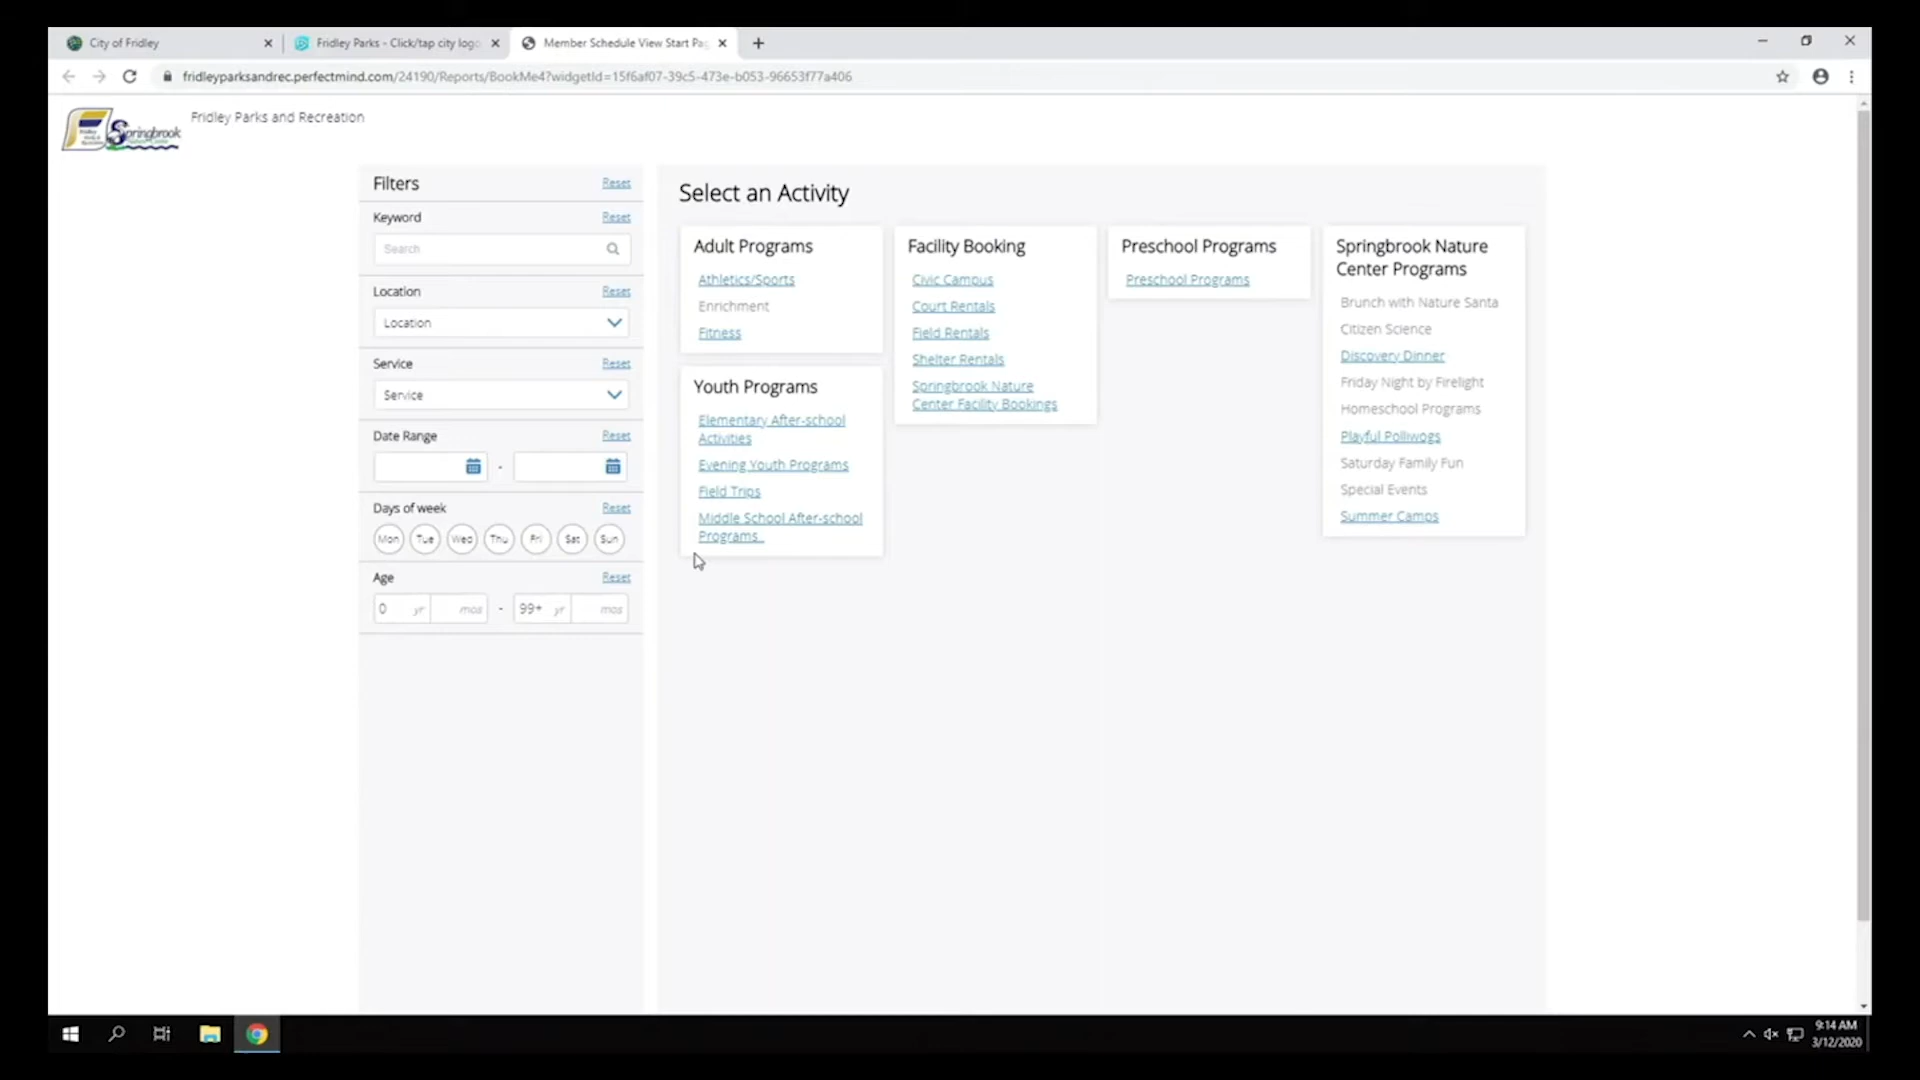 City of Fridley
Fridley Parks - Click/tap city logo
Member Schedule View Start Pag
fridleyparksandrec.perfectmind.com/24190/Reports/BookMe4?widgetId=15f6af07-39c5-473e-b053-96653f77a406
Springbrook
Fridley Parks and Recreation
Filters Reset
Keyword Reset
Search
Location Reset
Location
Service Reset
Service
Date Range Reset
-
Days of week Reset
Mon Tue Wed Thu Fri Sat Sun
Age Reset
0 yr mos - 99+ yr mos
Select an Activity
Adult Programs
Athletics/Sports
Enrichment
Fitness
Youth Programs
Elementary After-school
Activities
Evening Youth Programs
Field Trips
Middle School After-school
Programs
Facility Booking
Civic Campus
Court Rentals
Field Rentals
Shelter Rentals
Springbrook Nature
Center Facility Bookings
Preschool Programs
Preschool Programs
Springbrook Nature
Center Programs
Brunch with Nature Santa
Citizen Science
Discovery Dinner
Friday Night by Firelight
Homeschool Programs
Playful Polliwogs
Saturday Family Fun
Special Events
Summer Camps
9:14 AM
3/12/2020